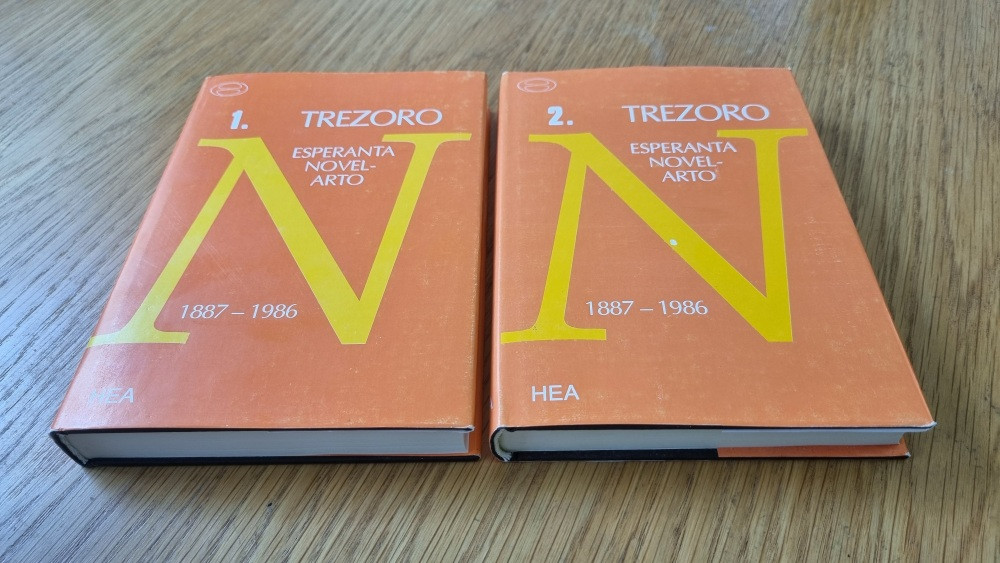 1. TREZORO
N
ESPERANTA
NOVEL-
ARTO
1887 – 1986
HEA
2. TREZORO
N
ESPERANTA
NOVEL-
ARTO
1887 – 1986
HEA